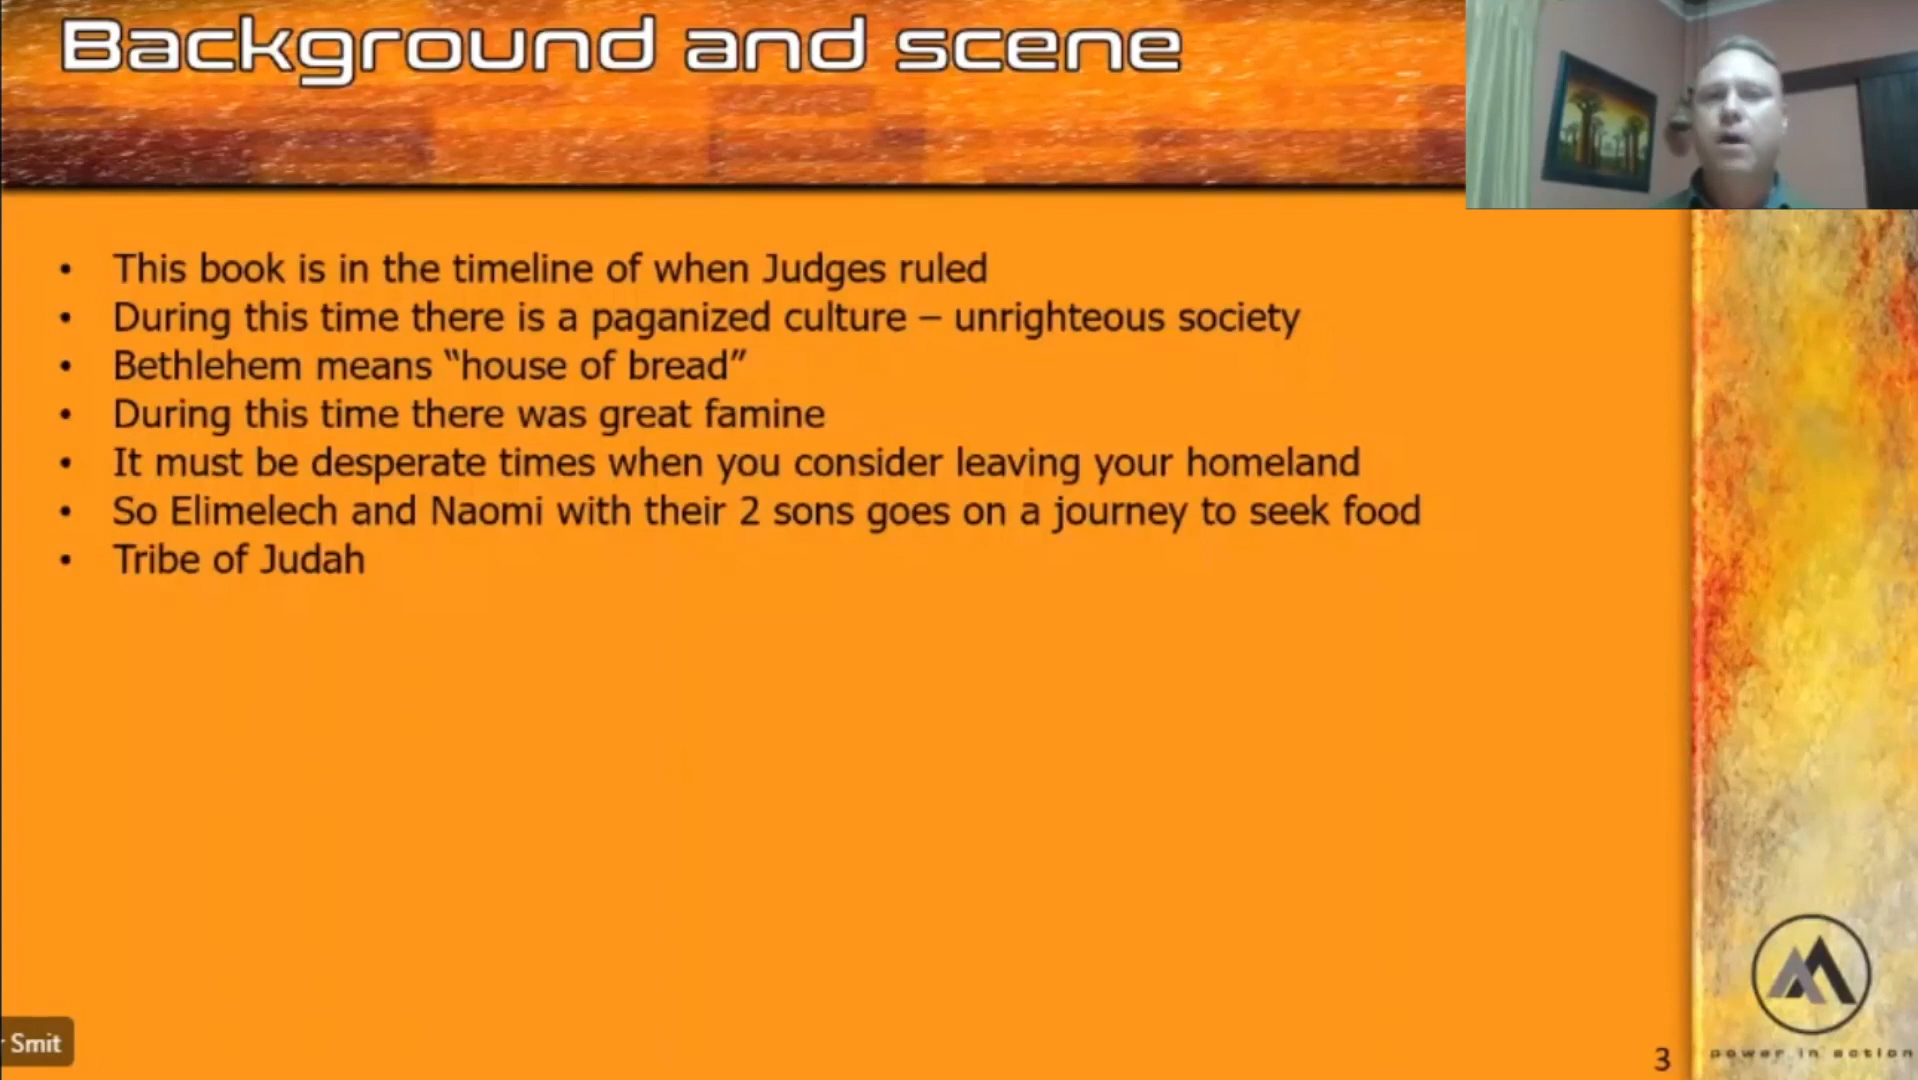 Background and scene
• This book is in the timeline of when Judges ruled
• During this time there is a paganized culture – unrighteous society
• Bethlehem means “house of bread”
• During this time there was great famine
• It must be desperate times when you consider leaving your homeland
• So Elimelech and Naomi with their 2 sons goes on a journey to seek food
• Tribe of Judah
Smit
3
power in action